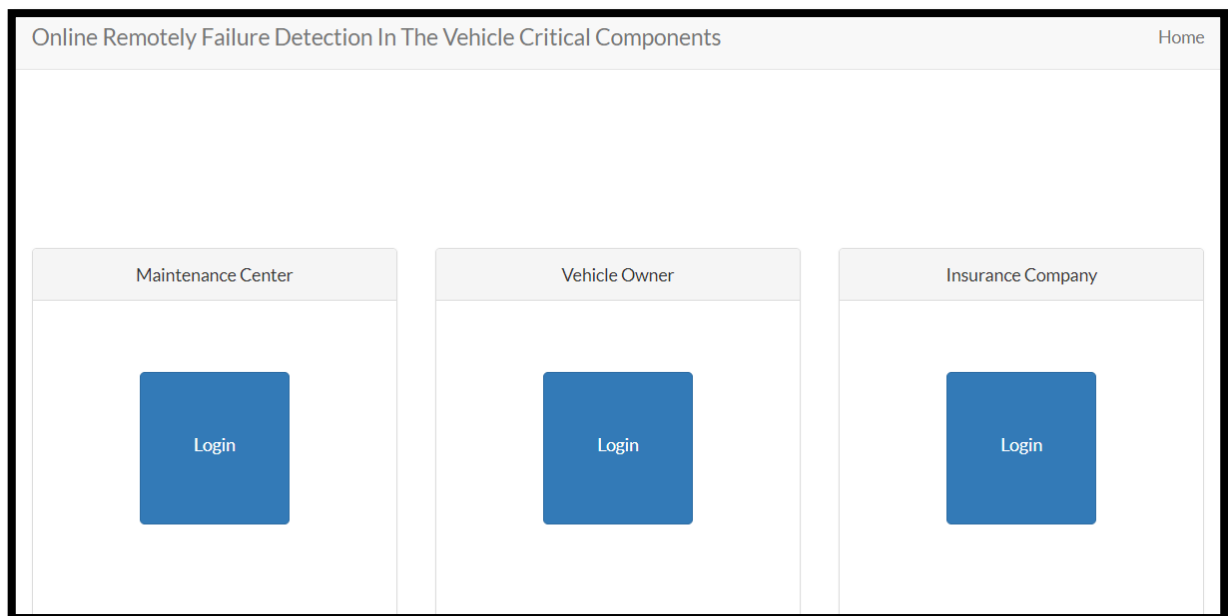 Online Remotely Failure Detection In The Vehicle Critical Components Home
Maintenance Center Vehicle Owner Insurance Company
Login Login Login